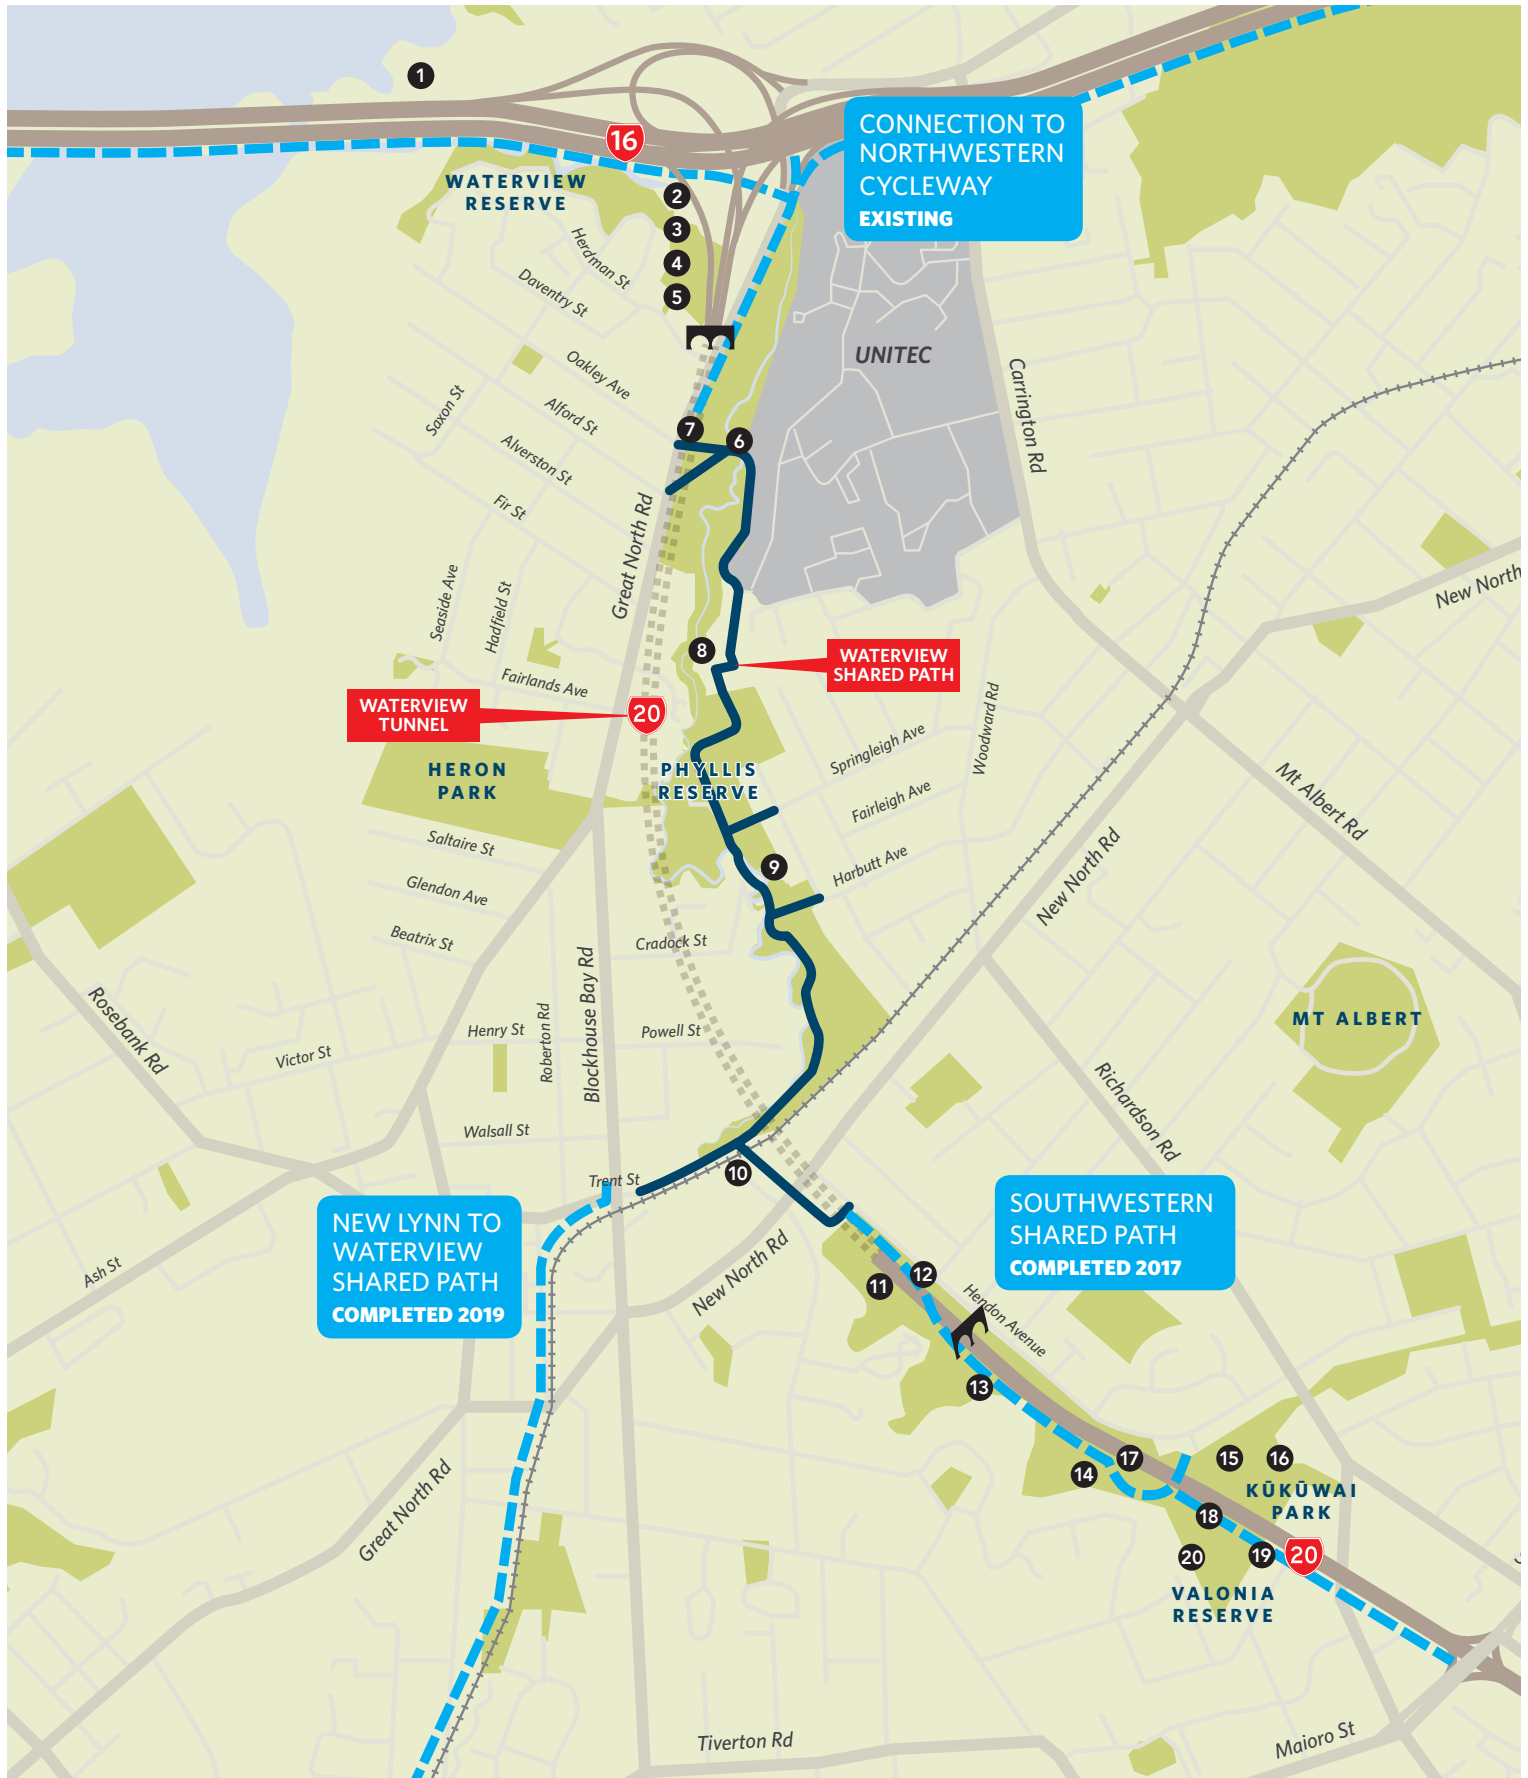 1
16
CONNECTION TO
NORTHWESTERN
CYCLEWAY
EXISTING
WATERVIEW
RESERVE
2
3
4
5
Herdman St
Daventry St
UNITEC
Oakley Ave
Saxon St
Alford St
Alverston St
Fir St
7
6
Carrington Rd
Great North Rd
Seaside Ave
Hadfield St
New North
8
WATERVIEW
SHARED PATH
Fairlands Ave
WATERVIEW
TUNNEL
20
Springleigh Ave
Woodward Rd
HERON
PARK
PHYLLIS
RESERVE
Fairleigh Ave
Mt Albert Rd
Saltaire St
Harbutt Ave
9
New North Rd
Glendon Ave
Beatrix St
Cradock St
Blockhouse Bay Rd
Rosebank Rd
Henry St
Roberton Rd
Powell St
MT ALBERT
Victor St
Richardson Rd
Walsall St
Trent St
10
NEW LYNN TO
WATERVIEW
SHARED PATH
COMPLETED 2019
SOUTHWESTERN
SHARED PATH
COMPLETED 2017
Ash St
New North Rd
11
12
Hendon Avenue
13
14
17
15
16
KŪKŪWAI
PARK
Great North Rd
18
20
19
20
VALONIA
RESERVE
Tiverton Rd
Maioro St